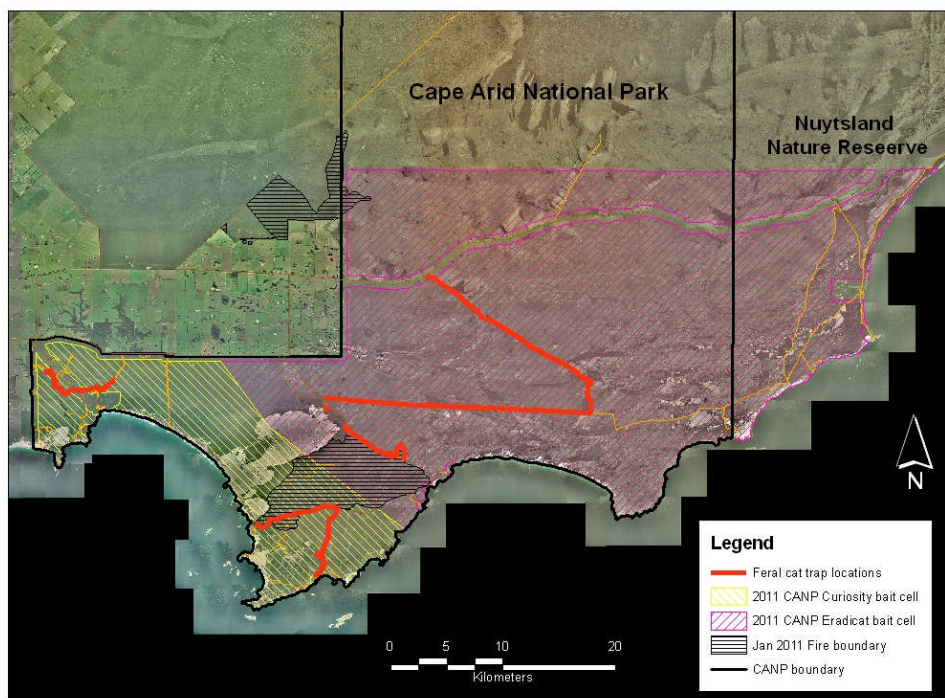 Cape Arid National Park
Nuytsland
Nature Reseerve
N
Legend
Feral cat trap locations
2011 CANP Curiosity bait cell
2011 CANP Eradicat bait cell
Jan 2011 Fire boundary
CANP boundary
0 5 10 20
Kilometers